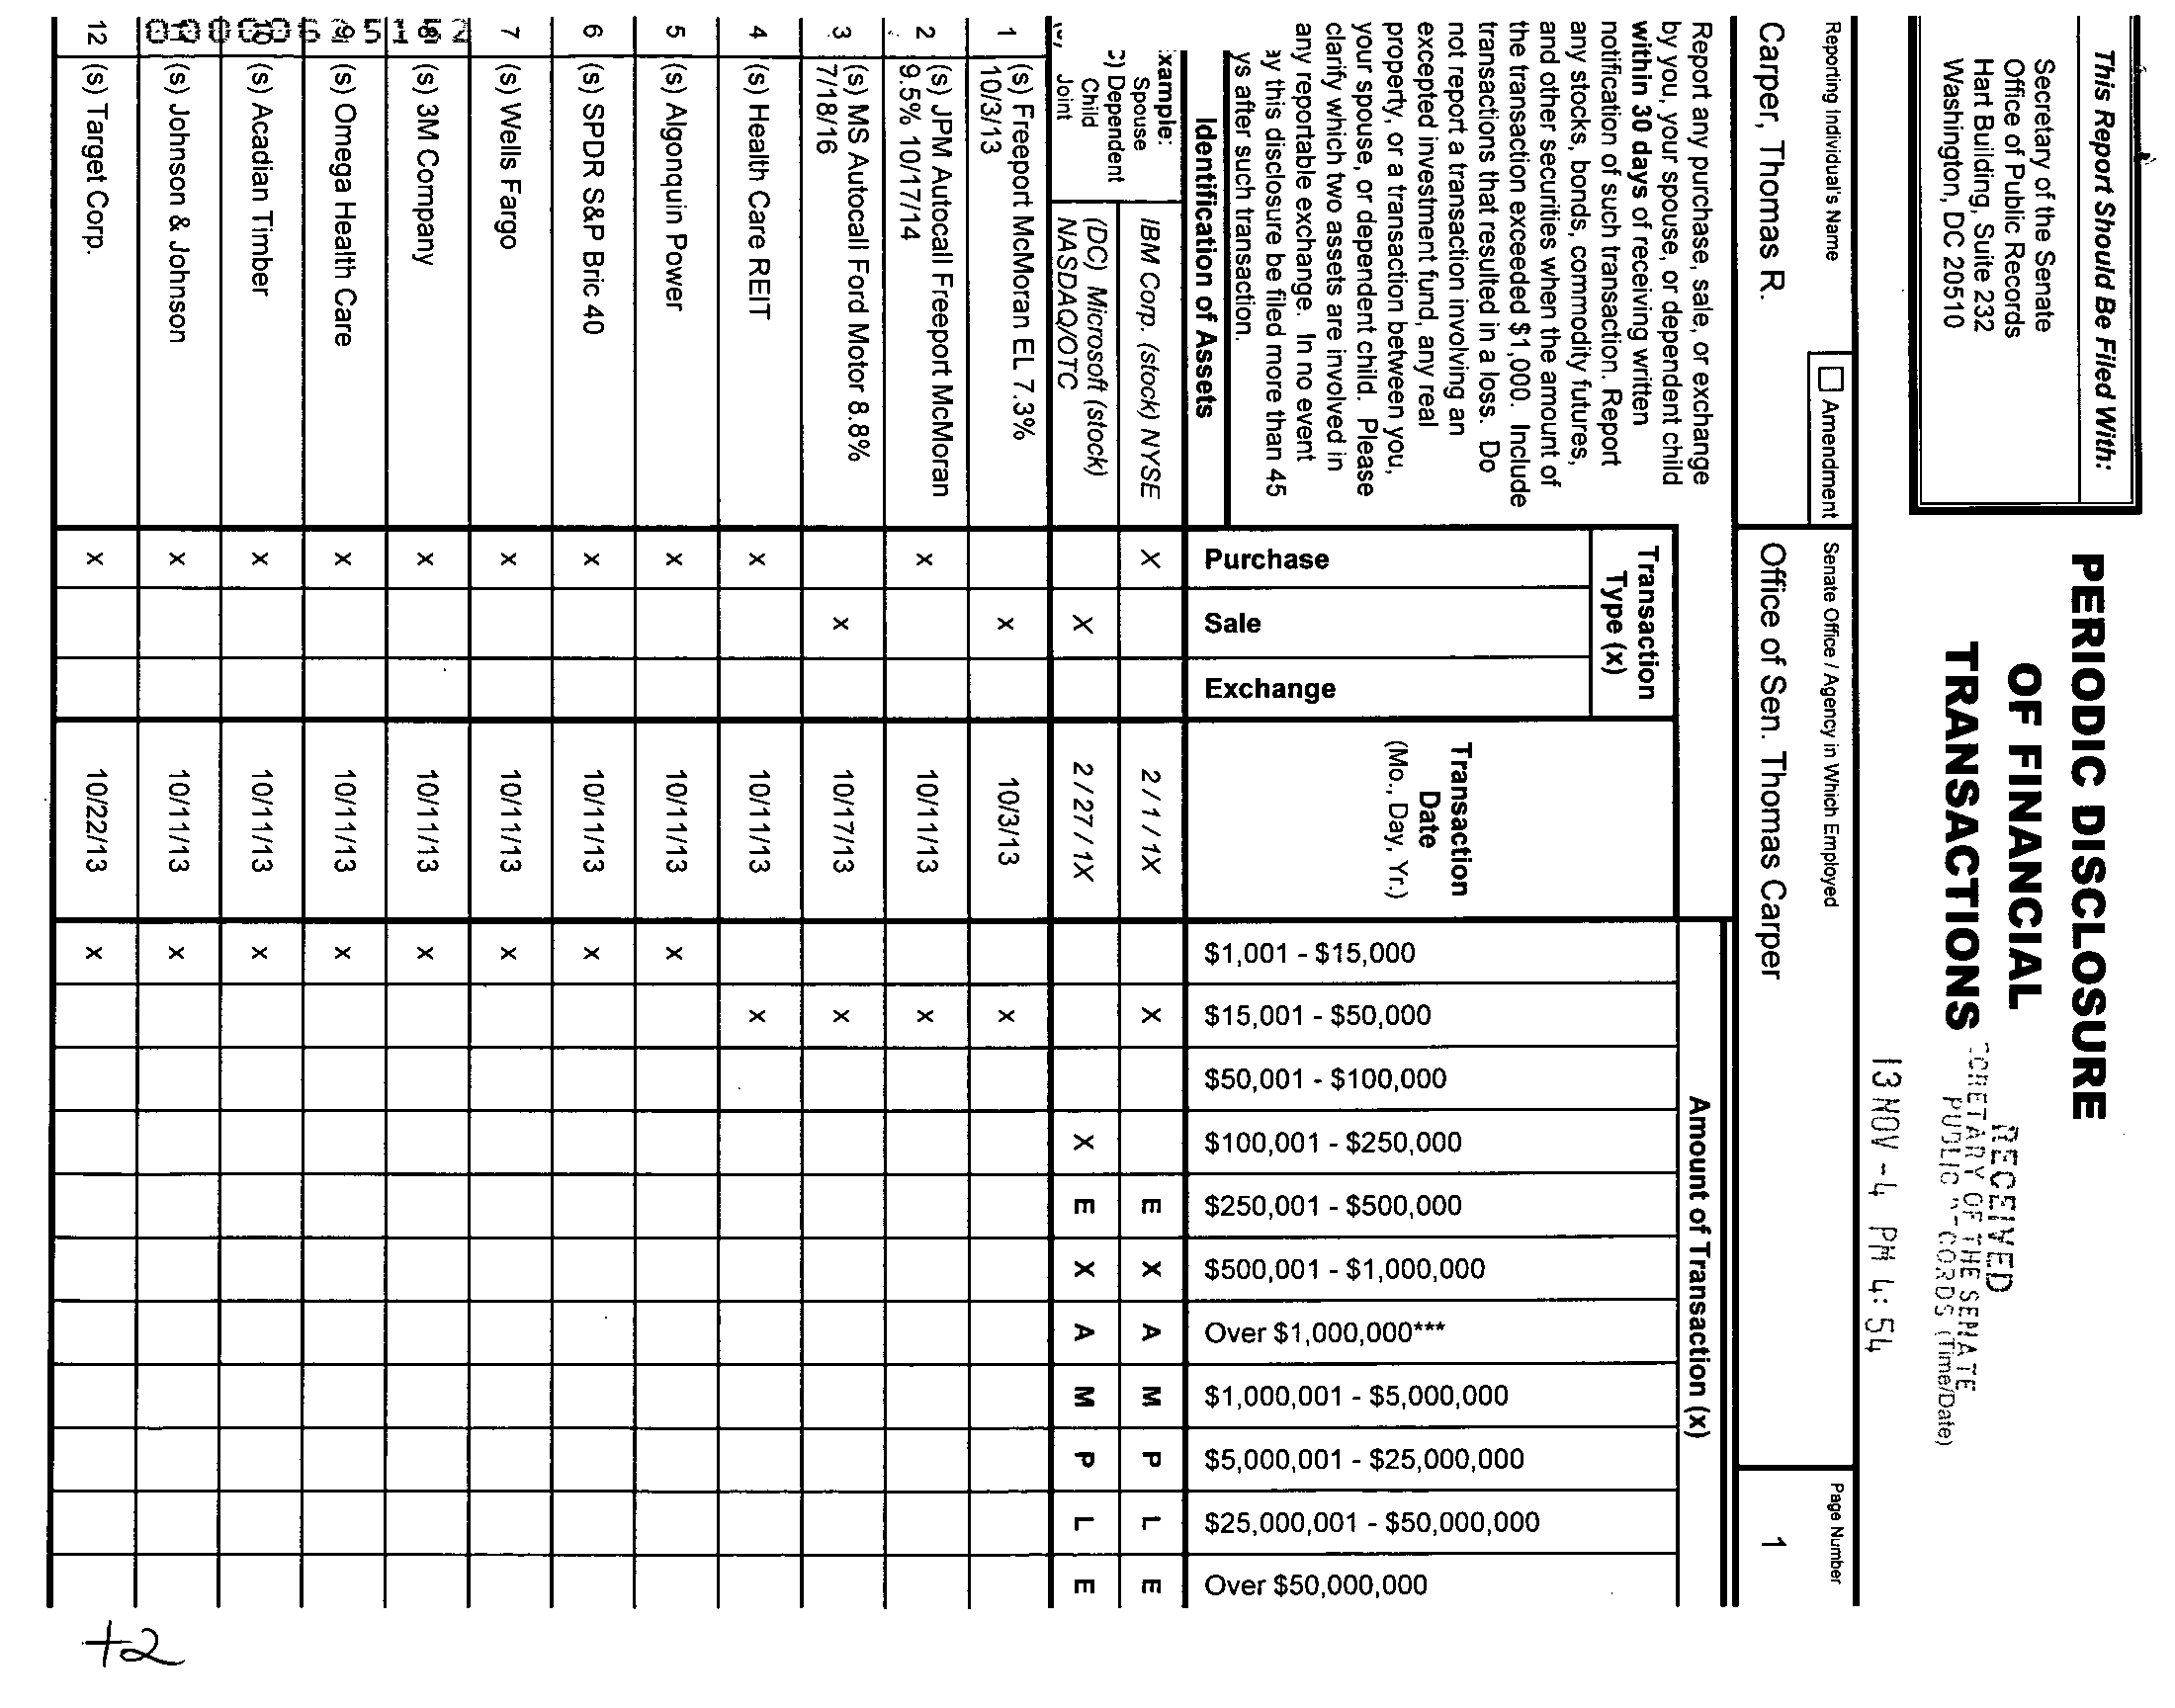 This Report Should Be Filed With:
Secretary of the Senate
Office of Public Records
Hart Building, Suite 232
Washington, DC 20510
PERIODIC DISCLOSURE
OF FINANCIAL
TRANSACTIONS
RECEIVED
CRETARY OF THE SENATE
PUBLIC RECORDS (Time/Date)
13 NOV -4 PM 4: 54
Reporting Individual's Name
Amendment
Senate Office / Agency in Which Employed
Page Number
Carper, Thomas R.
Office of Sen. Thomas Carper
1
Report any purchase, sale, or exchange
by you, your spouse, or dependent child
within 30 days of receiving written
notification of such transaction. Report
any stocks, bonds, commodity futures,
and other securities when the amount of
the transaction exceeded $1,000. Include
transactions that resulted in a loss. Do
not report a transaction involving an
excepted investment fund, any real
property, or a transaction between you,
your spouse, or dependent child. Please
clarify which two assets are involved in
any reportable exchange. In no event
ay this disclosure be filed more than 45
ys after such transaction.
Identification of Assets
Transaction
Type (x)
Purchase
Sale
Exchange
Transaction
Date
(Mo., Day, Yr.)
Amount of Transaction (x)
$1,001 - $15,000
$15,001 - $50,000
$50,001 - $100,000
$100,001 - $250,000
$250,001 - $500,000
$500,001 - $1,000,000
Over $1,000,000***
$1,000,001 - $5,000,000
$5,000,001 - $25,000,000
$25,000,001 - $50,000,000
Over $50,000,000
xample:
Spouse
) Dependent
Child
Joint
IBM Corp. (stock) NYSE X 2 / 1 / 1X X E X A M P L E
(DC) Microsoft (stock)
NASDAQ/OTC X 2 / 27 / 1X X E X A M P L E
1 (s) Freeport McMoran EL 7.3%
10/3/13 x 10/3/13 x
2 (s) JPM Autocall Freeport McMoran
9.5% 10/17/14 x 10/11/13 x
3 (s) MS Autocall Ford Motor 8.8%
7/18/16 x 10/17/13 x
4 (s) Health Care REIT x 10/11/13 x
5 (s) Algonquin Power x 10/11/13 x
6 (s) SPDR S&P Bric 40 x 10/11/13 x
7 (s) Wells Fargo x 10/11/13 x
8 (s) 3M Company x 10/11/13 x
9 (s) Omega Health Care x 10/11/13 x
10 (s) Acadian Timber x 10/11/13 x
11 (s) Johnson & Johnson x 10/11/13 x
12 (s) Target Corp. x 10/22/13 x
+2